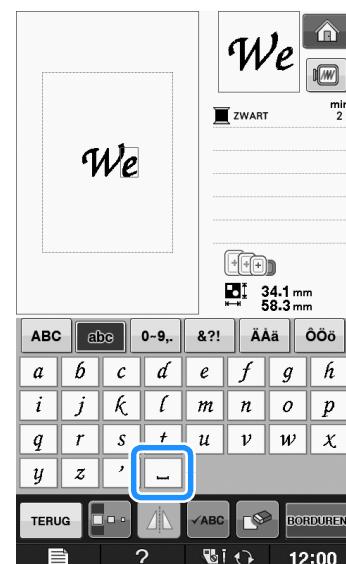 We
We
ZWART
min
2
34.1 mm
58.3 mm
ABC abc 0~9,. &?! ÄÀä ÔÖö
a b c d e f g h
i j k l m n o p
q r s t u v w x
y z ’ ⎵
TERUG ✓ABC BORDUREN
? 12:00